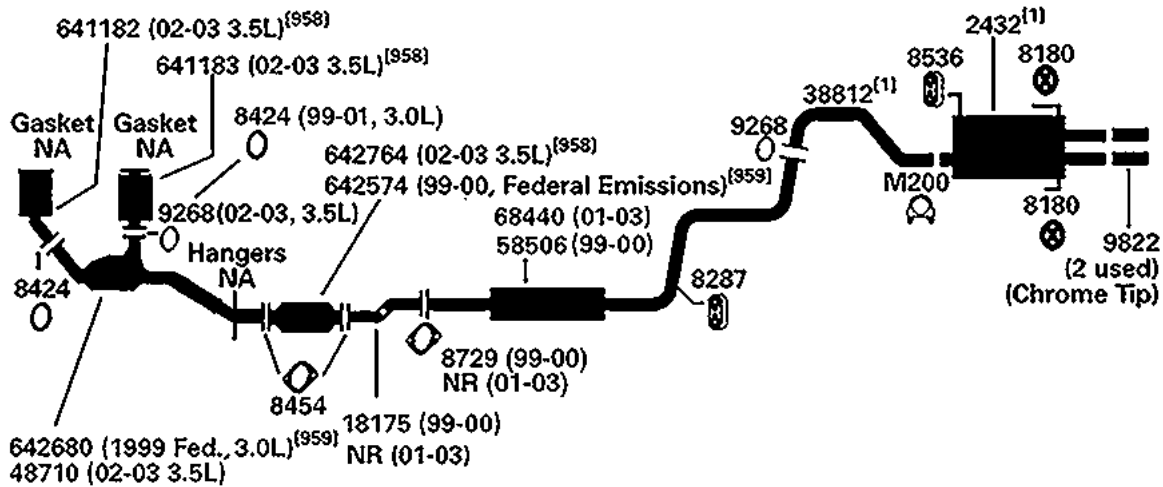 641182 (02-03 3.5L)[958]
641183 (02-03 3.5L)[958]
Gasket
NA
Gasket
NA
8424 (99-01, 3.0L)
642764 (02-03 3.5L)[958]
642574 (99-00, Federal Emissions)[959]
68440 (01-03)
58506 (99-00)
9268(02-03, 3.5L)
Hangers
NA
8424
8454
18175 (99-00)
NR (01-03)
8729 (99-00)
NR (01-03)
642680 (1999 Fed., 3.0L)[959]
48710 (02-03 3.5L)
8287
9268
38812[1]
M200
8536
2432[1]
8180
8180
9822
(2 used)
(Chrome Tip)